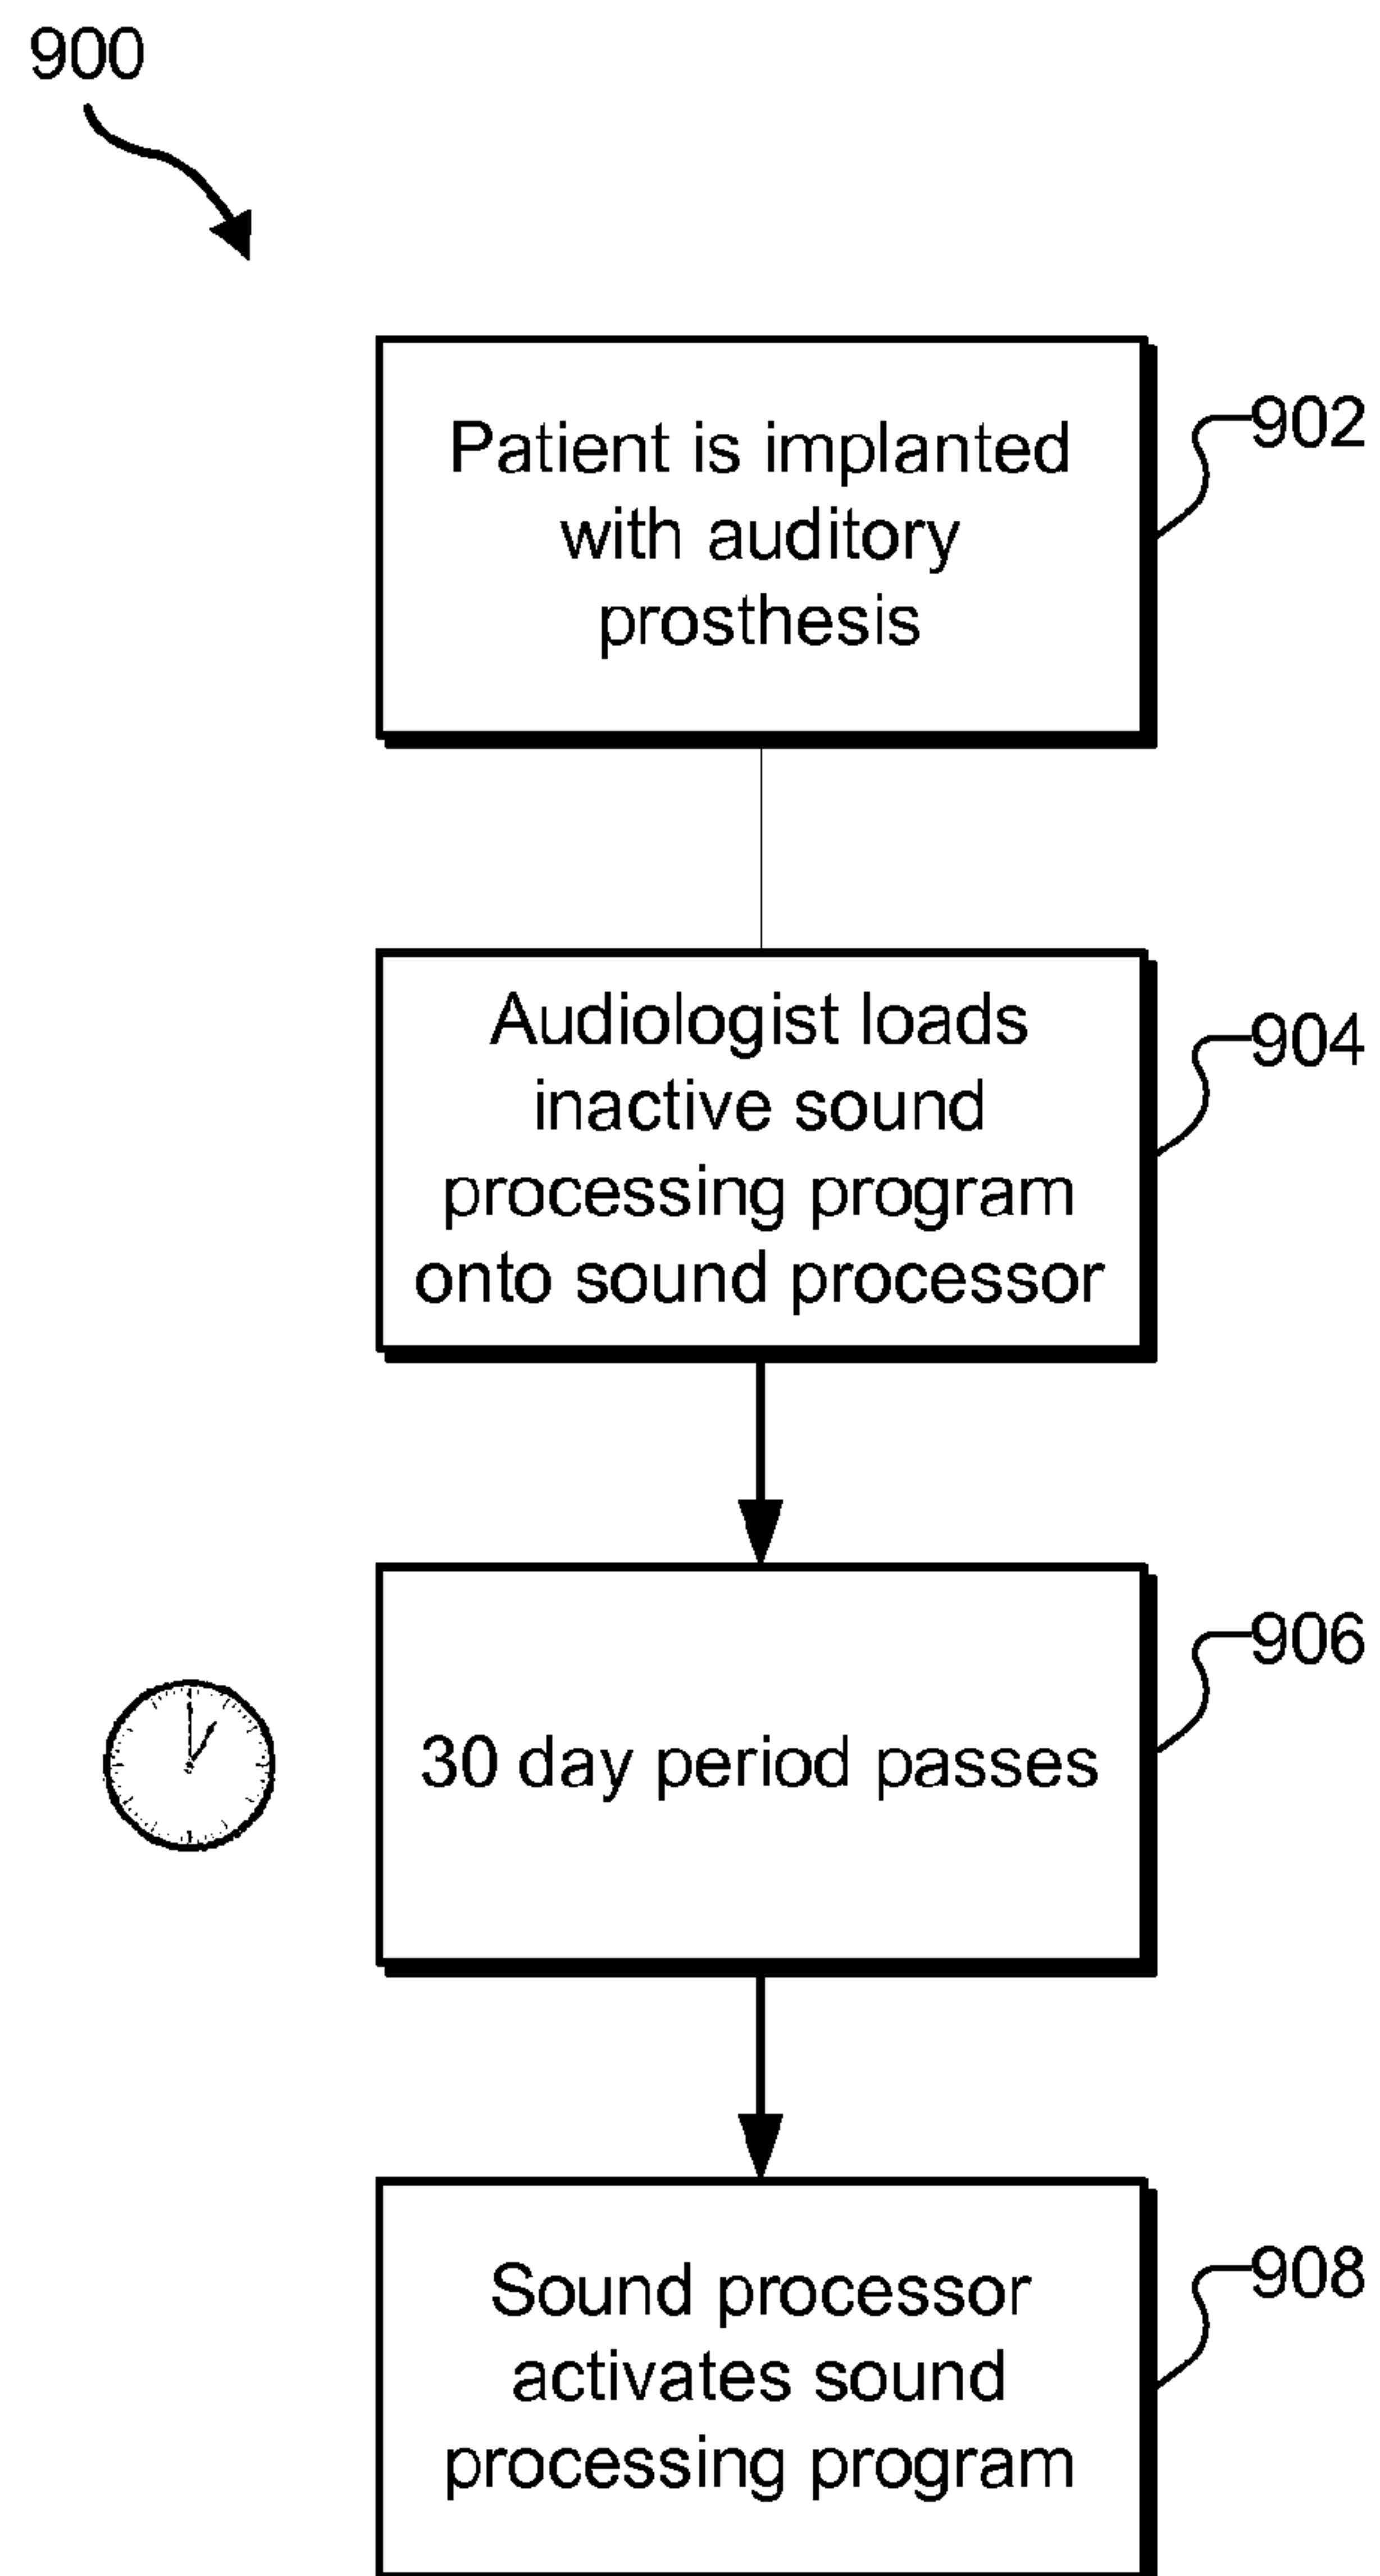 900
Patient is implanted
with auditory
prosthesis
902
Audiologist loads
inactive sound
processing program
onto sound processor
904
30 day period passes
906
Sound processor
activates sound
processing program
908